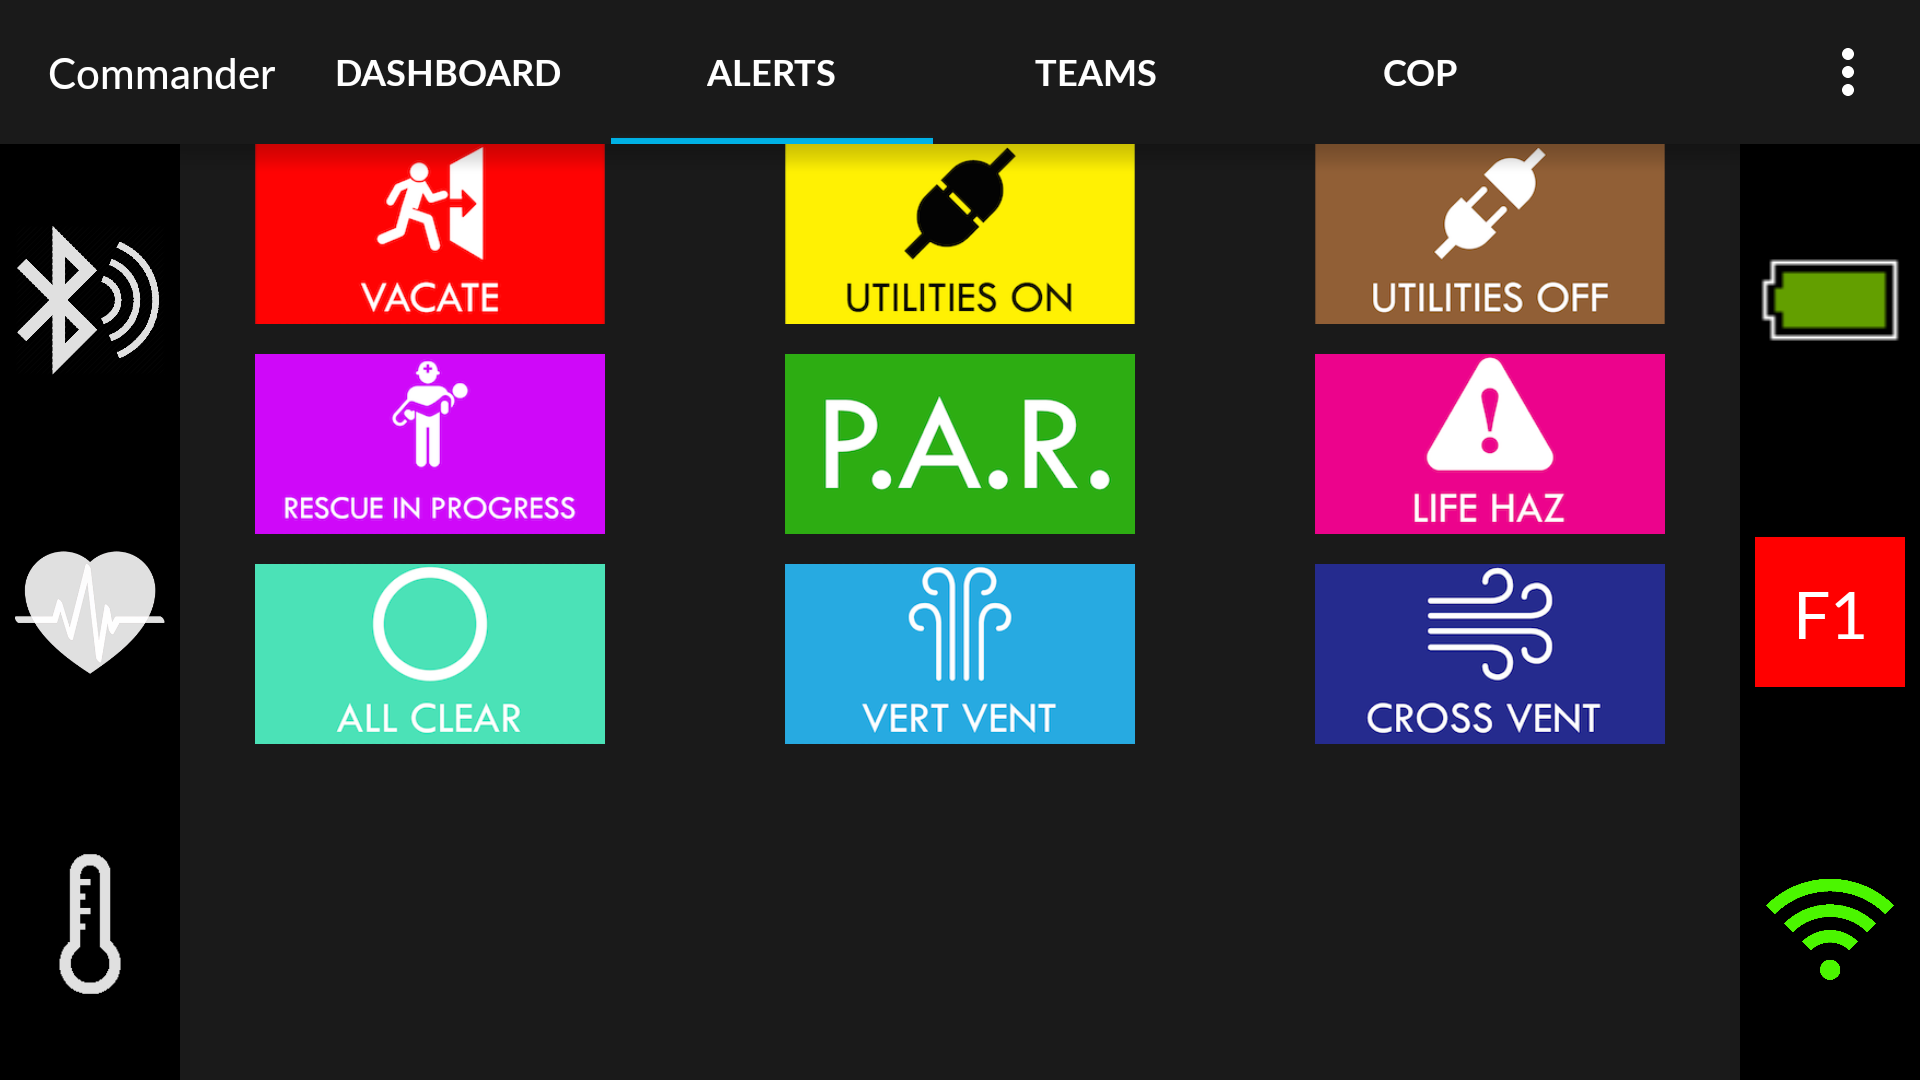 Commander DASHBOARD ALERTS TEAMS COP
VACATE
UTILITIES ON
UTILITIES OFF
RESCUE IN PROGRESS
P.A.R.
LIFE HAZ
F1
ALL CLEAR
VERT VENT
CROSS VENT